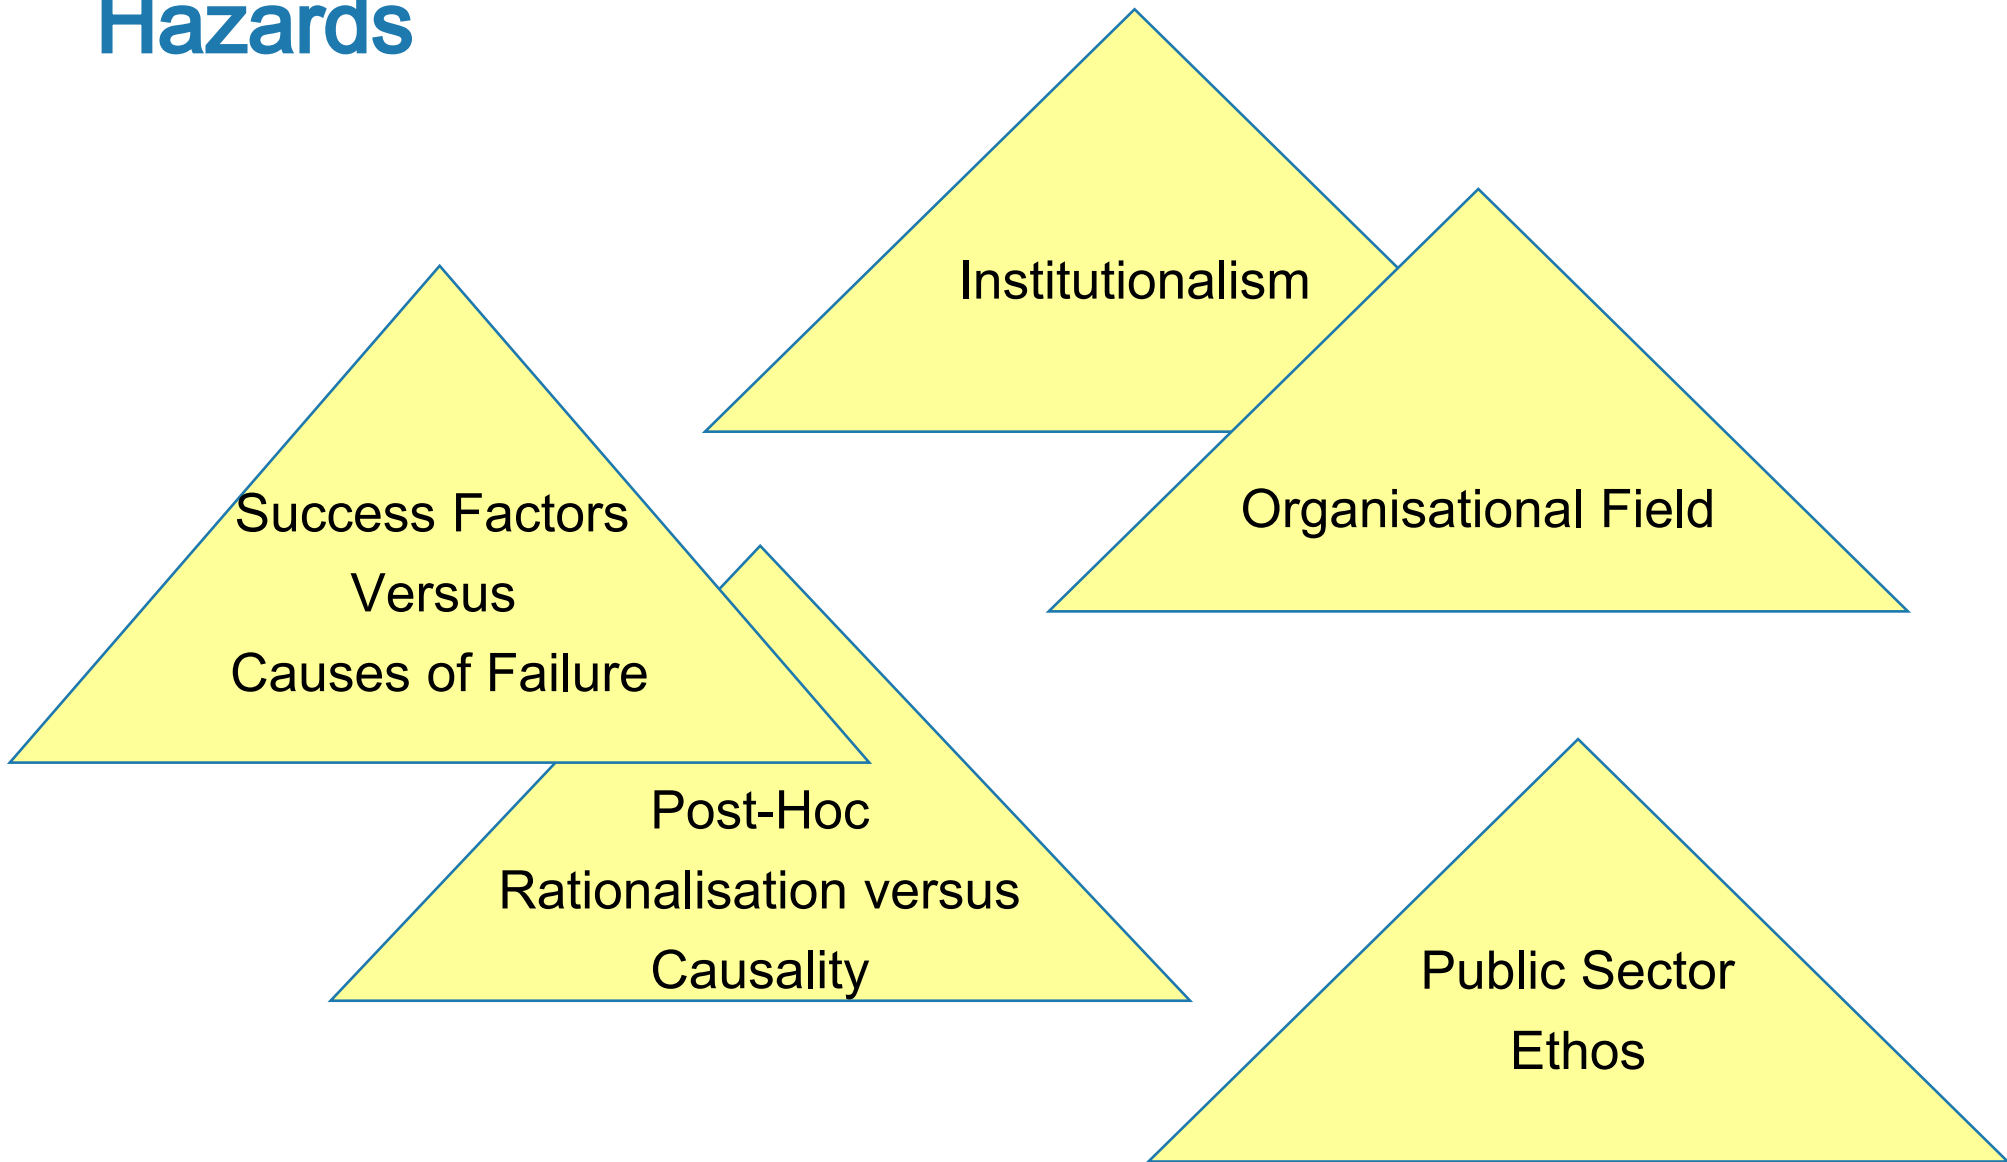 Hazards
Institutionalism
Organisational Field
Success Factors
Versus
Causes of Failure
Post-Hoc
Rationalisation versus
Causality
Public Sector
Ethos